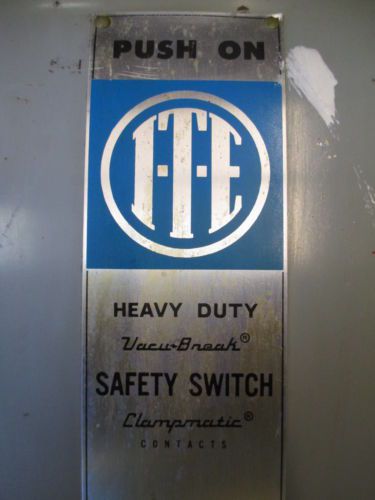 PUSH ON
I-T-E
HEAVY DUTY
Vacu-Break®
SAFETY SWITCH
Clampmatic®
CONTACTS